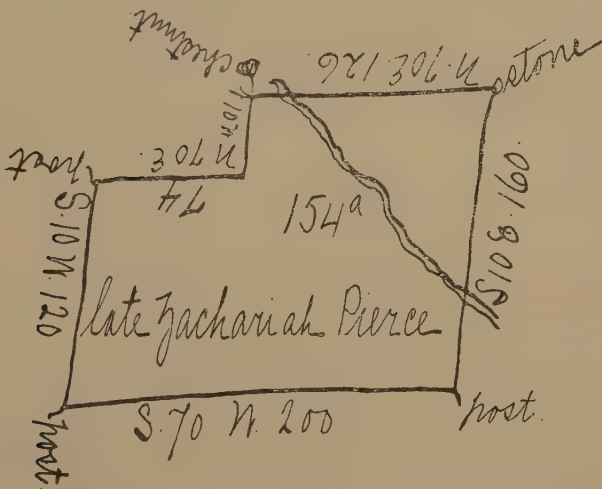 chestnut
N. 70 E. 126
stone
post
N 70 E.
74
154a
S 10 E. 160.
S. 10 W. 120
late Zachariah Pierce
S. 70 W. 200
post.
post